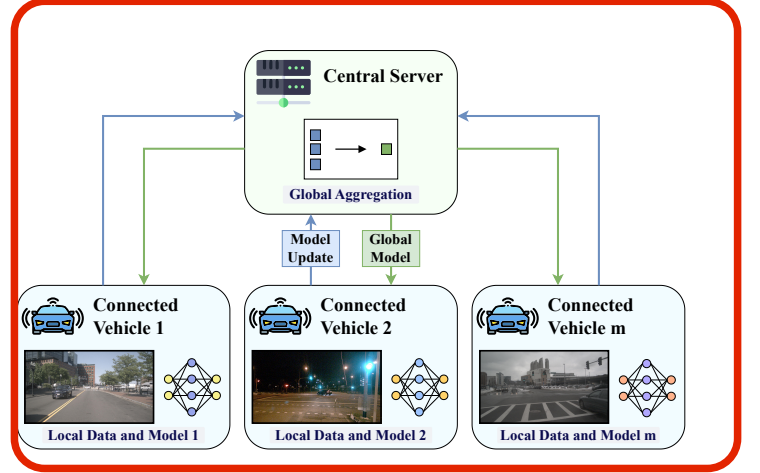 Central Server
Global Aggregation
Model
Update
Global
Model
Connected
Vehicle 1
Local Data and Model 1
Connected
Vehicle 2
Local Data and Model 2
Connected
Vehicle m
Local Data and Model m